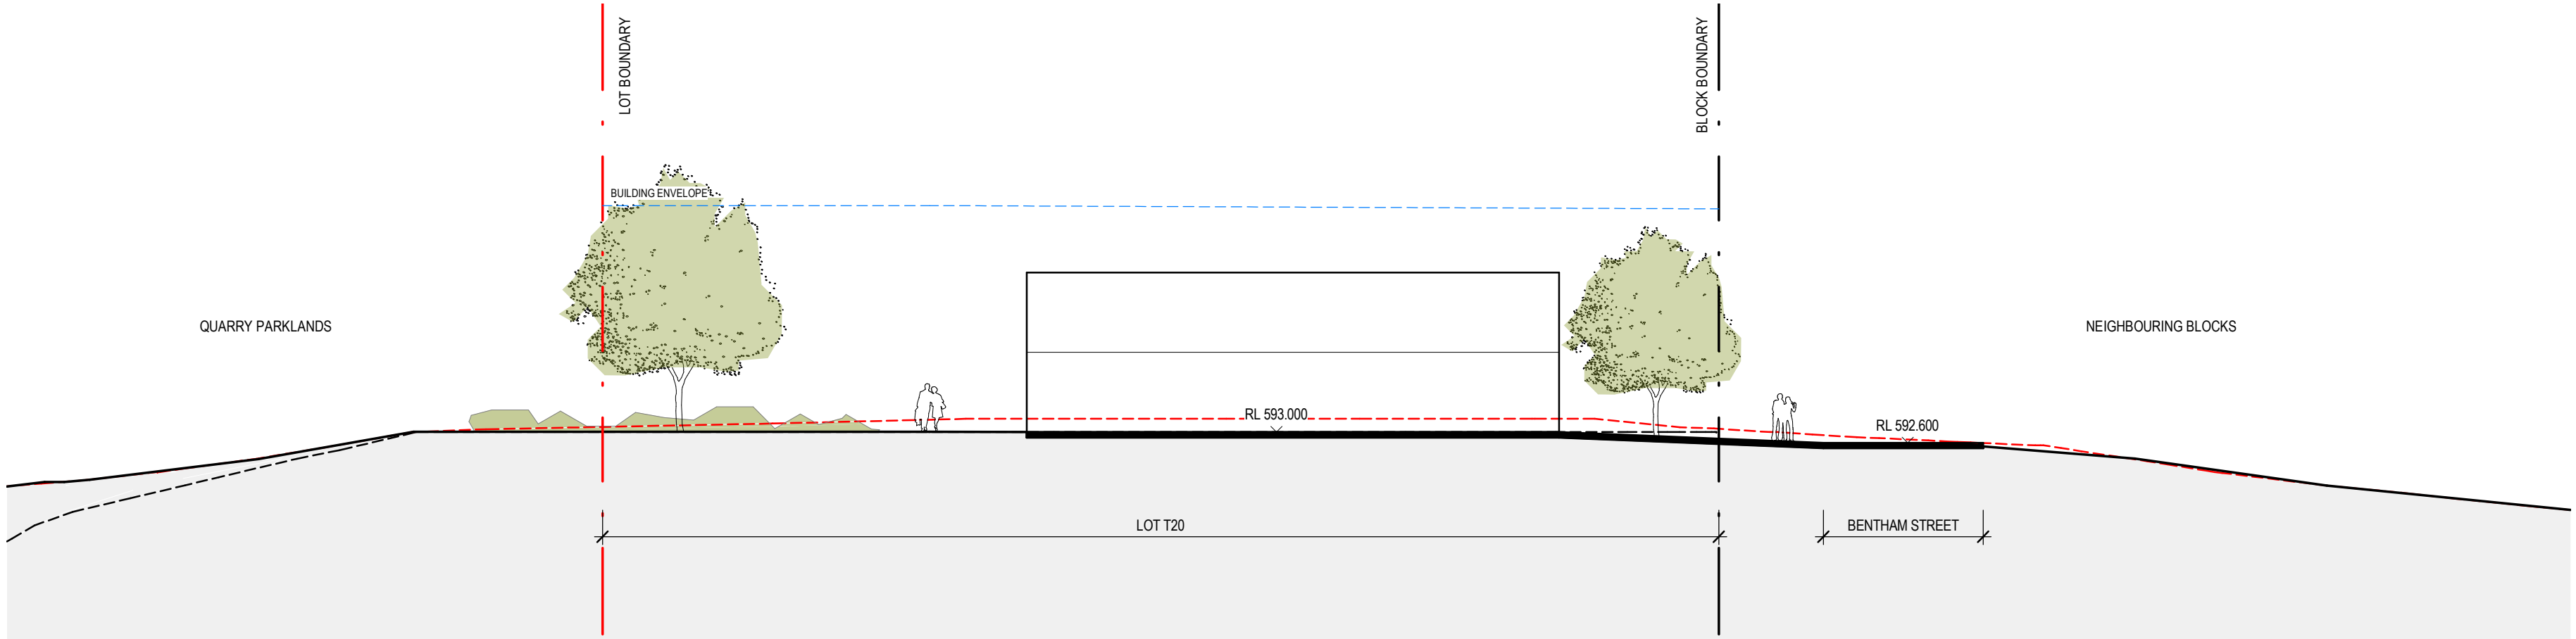 LOT BOUNDARY
BLOCK BOUNDARY
BUILDING ENVELOPE
QUARRY PARKLANDS
NEIGHBOURING BLOCKS
RL 593.000
RL 592.600
LOT T20
BENTHAM STREET